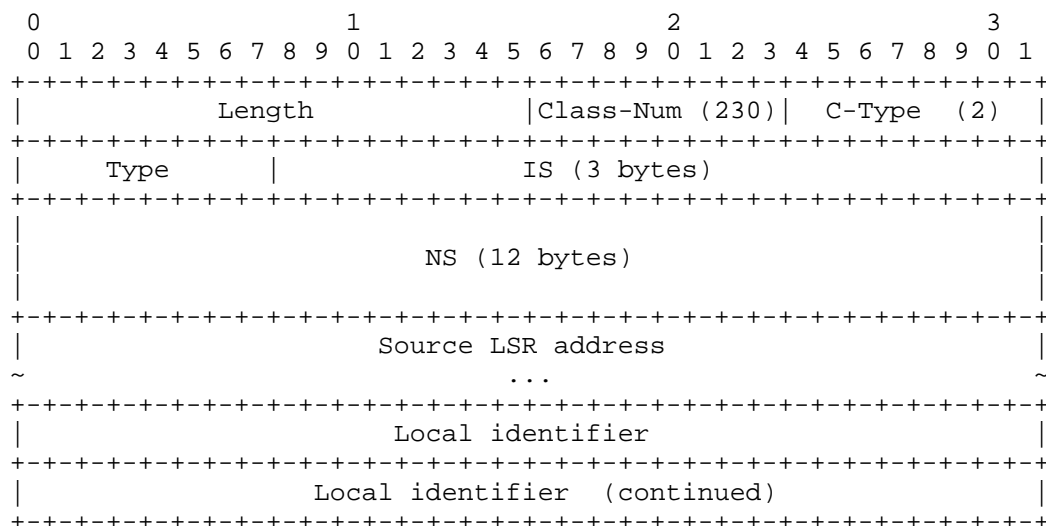 0                   1                   2                   3
 0 1 2 3 4 5 6 7 8 9 0 1 2 3 4 5 6 7 8 9 0 1 2 3 4 5 6 7 8 9 0 1
+-+-+-+-+-+-+-+-+-+-+-+-+-+-+-+-+-+-+-+-+-+-+-+-+-+-+-+-+-+-+-+-+
|            Length             |Class-Num (230)|  C-Type  (2)  |
+-+-+-+-+-+-+-+-+-+-+-+-+-+-+-+-+-+-+-+-+-+-+-+-+-+-+-+-+-+-+-+-+
|     Type      |               IS (3 bytes)                    |
+-+-+-+-+-+-+-+-+-+-+-+-+-+-+-+-+-+-+-+-+-+-+-+-+-+-+-+-+-+-+-+-+
|                                                               |
|                         NS (12 bytes)                         |
|                                                               |
+-+-+-+-+-+-+-+-+-+-+-+-+-+-+-+-+-+-+-+-+-+-+-+-+-+-+-+-+-+-+-+-+
|                      Source LSR address                       |
~                              ...                              ~
+-+-+-+-+-+-+-+-+-+-+-+-+-+-+-+-+-+-+-+-+-+-+-+-+-+-+-+-+-+-+-+-+
|                       Local identifier                        |
+-+-+-+-+-+-+-+-+-+-+-+-+-+-+-+-+-+-+-+-+-+-+-+-+-+-+-+-+-+-+-+-+
|                  Local identifier  (continued)                |
+-+-+-+-+-+-+-+-+-+-+-+-+-+-+-+-+-+-+-+-+-+-+-+-+-+-+-+-+-+-+-+-+